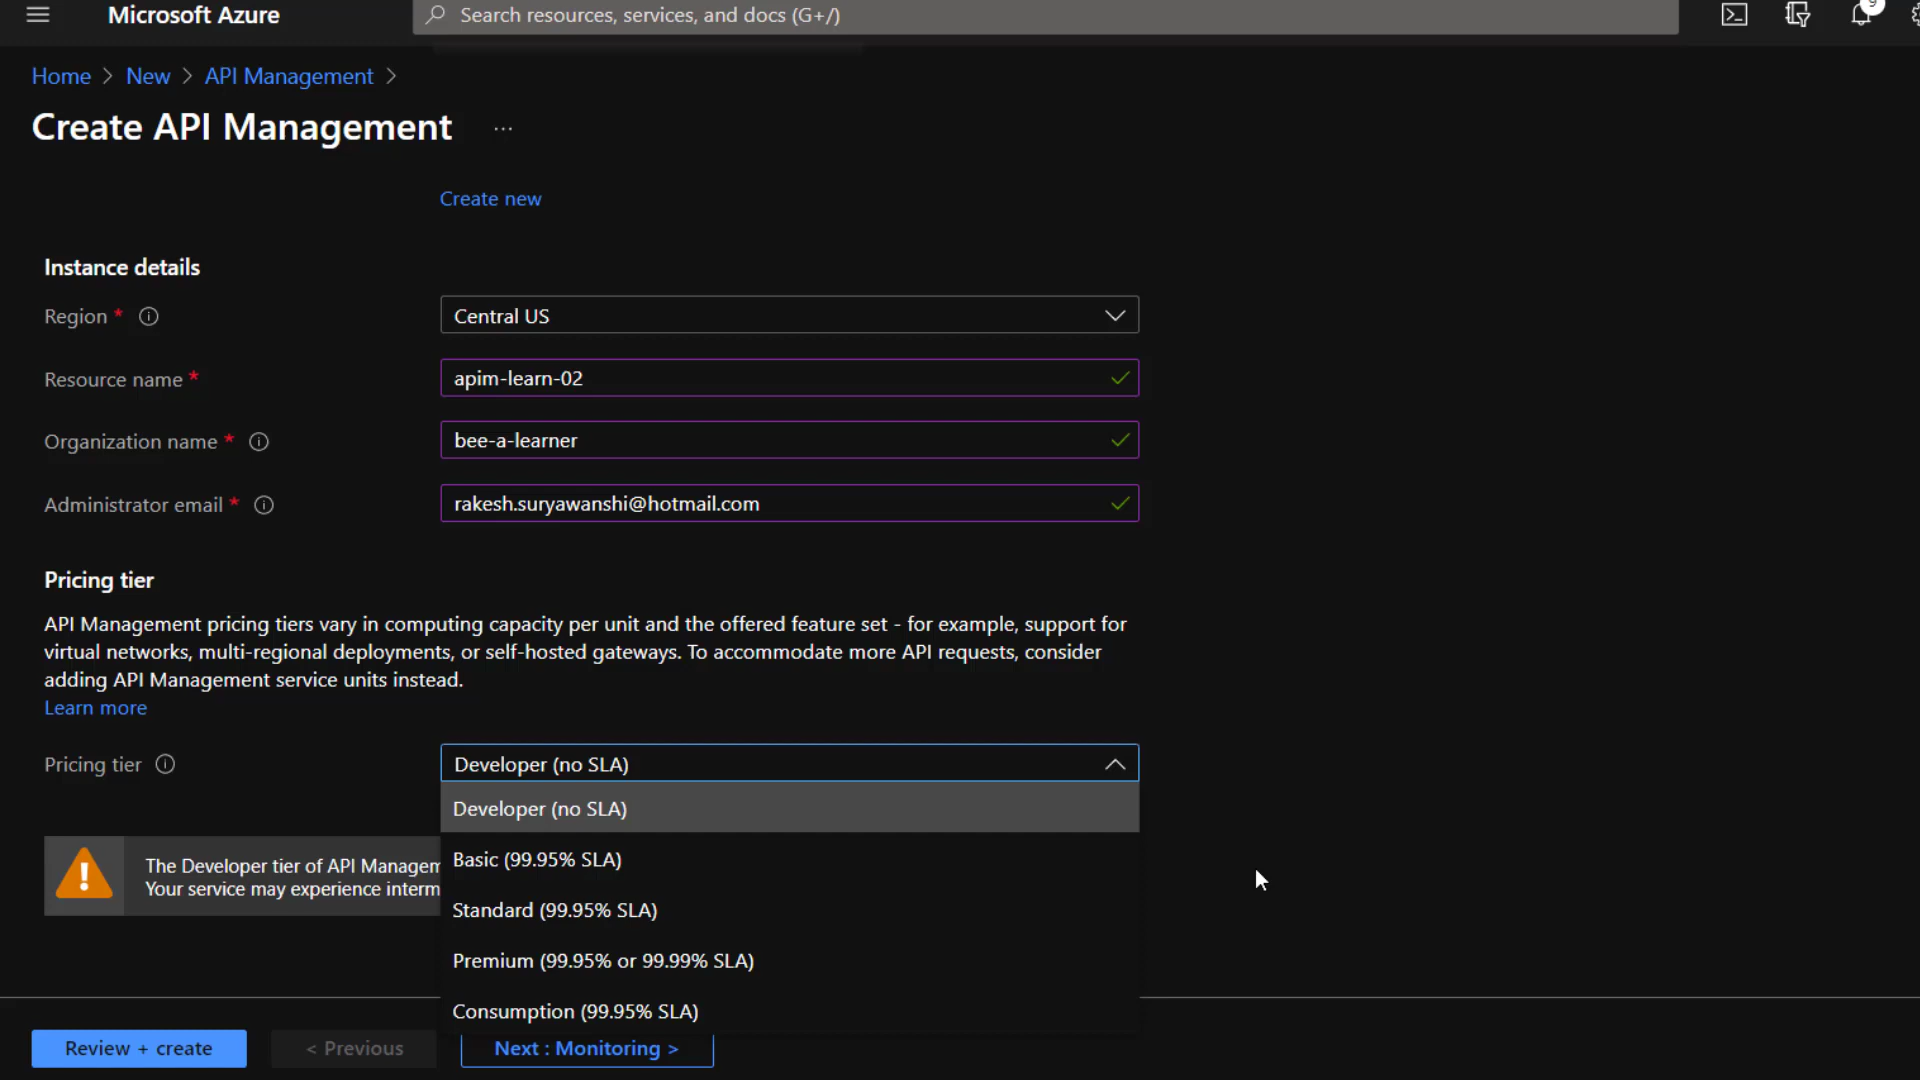 Microsoft Azure
Search resources, services, and docs (G+/)
9
Home > New > API Management >
Create API Management ...
Create new
Instance details
Region *
Central US
Resource name *
apim-learn-02
Organization name *
bee-a-learner
Administrator email *
rakesh.suryawanshi@hotmail.com
Pricing tier
API Management pricing tiers vary in computing capacity per unit and the offered feature set - for example, support for
virtual networks, multi-regional deployments, or self-hosted gateways. To accommodate more API requests, consider
adding API Management service units instead.
Learn more
Pricing tier
Developer (no SLA)
Developer (no SLA)
Basic (99.95% SLA)
Standard (99.95% SLA)
Premium (99.95% or 99.99% SLA)
Consumption (99.95% SLA)
The Developer tier of API Managem
Your service may experience interm
Review + create
< Previous
Next : Monitoring >